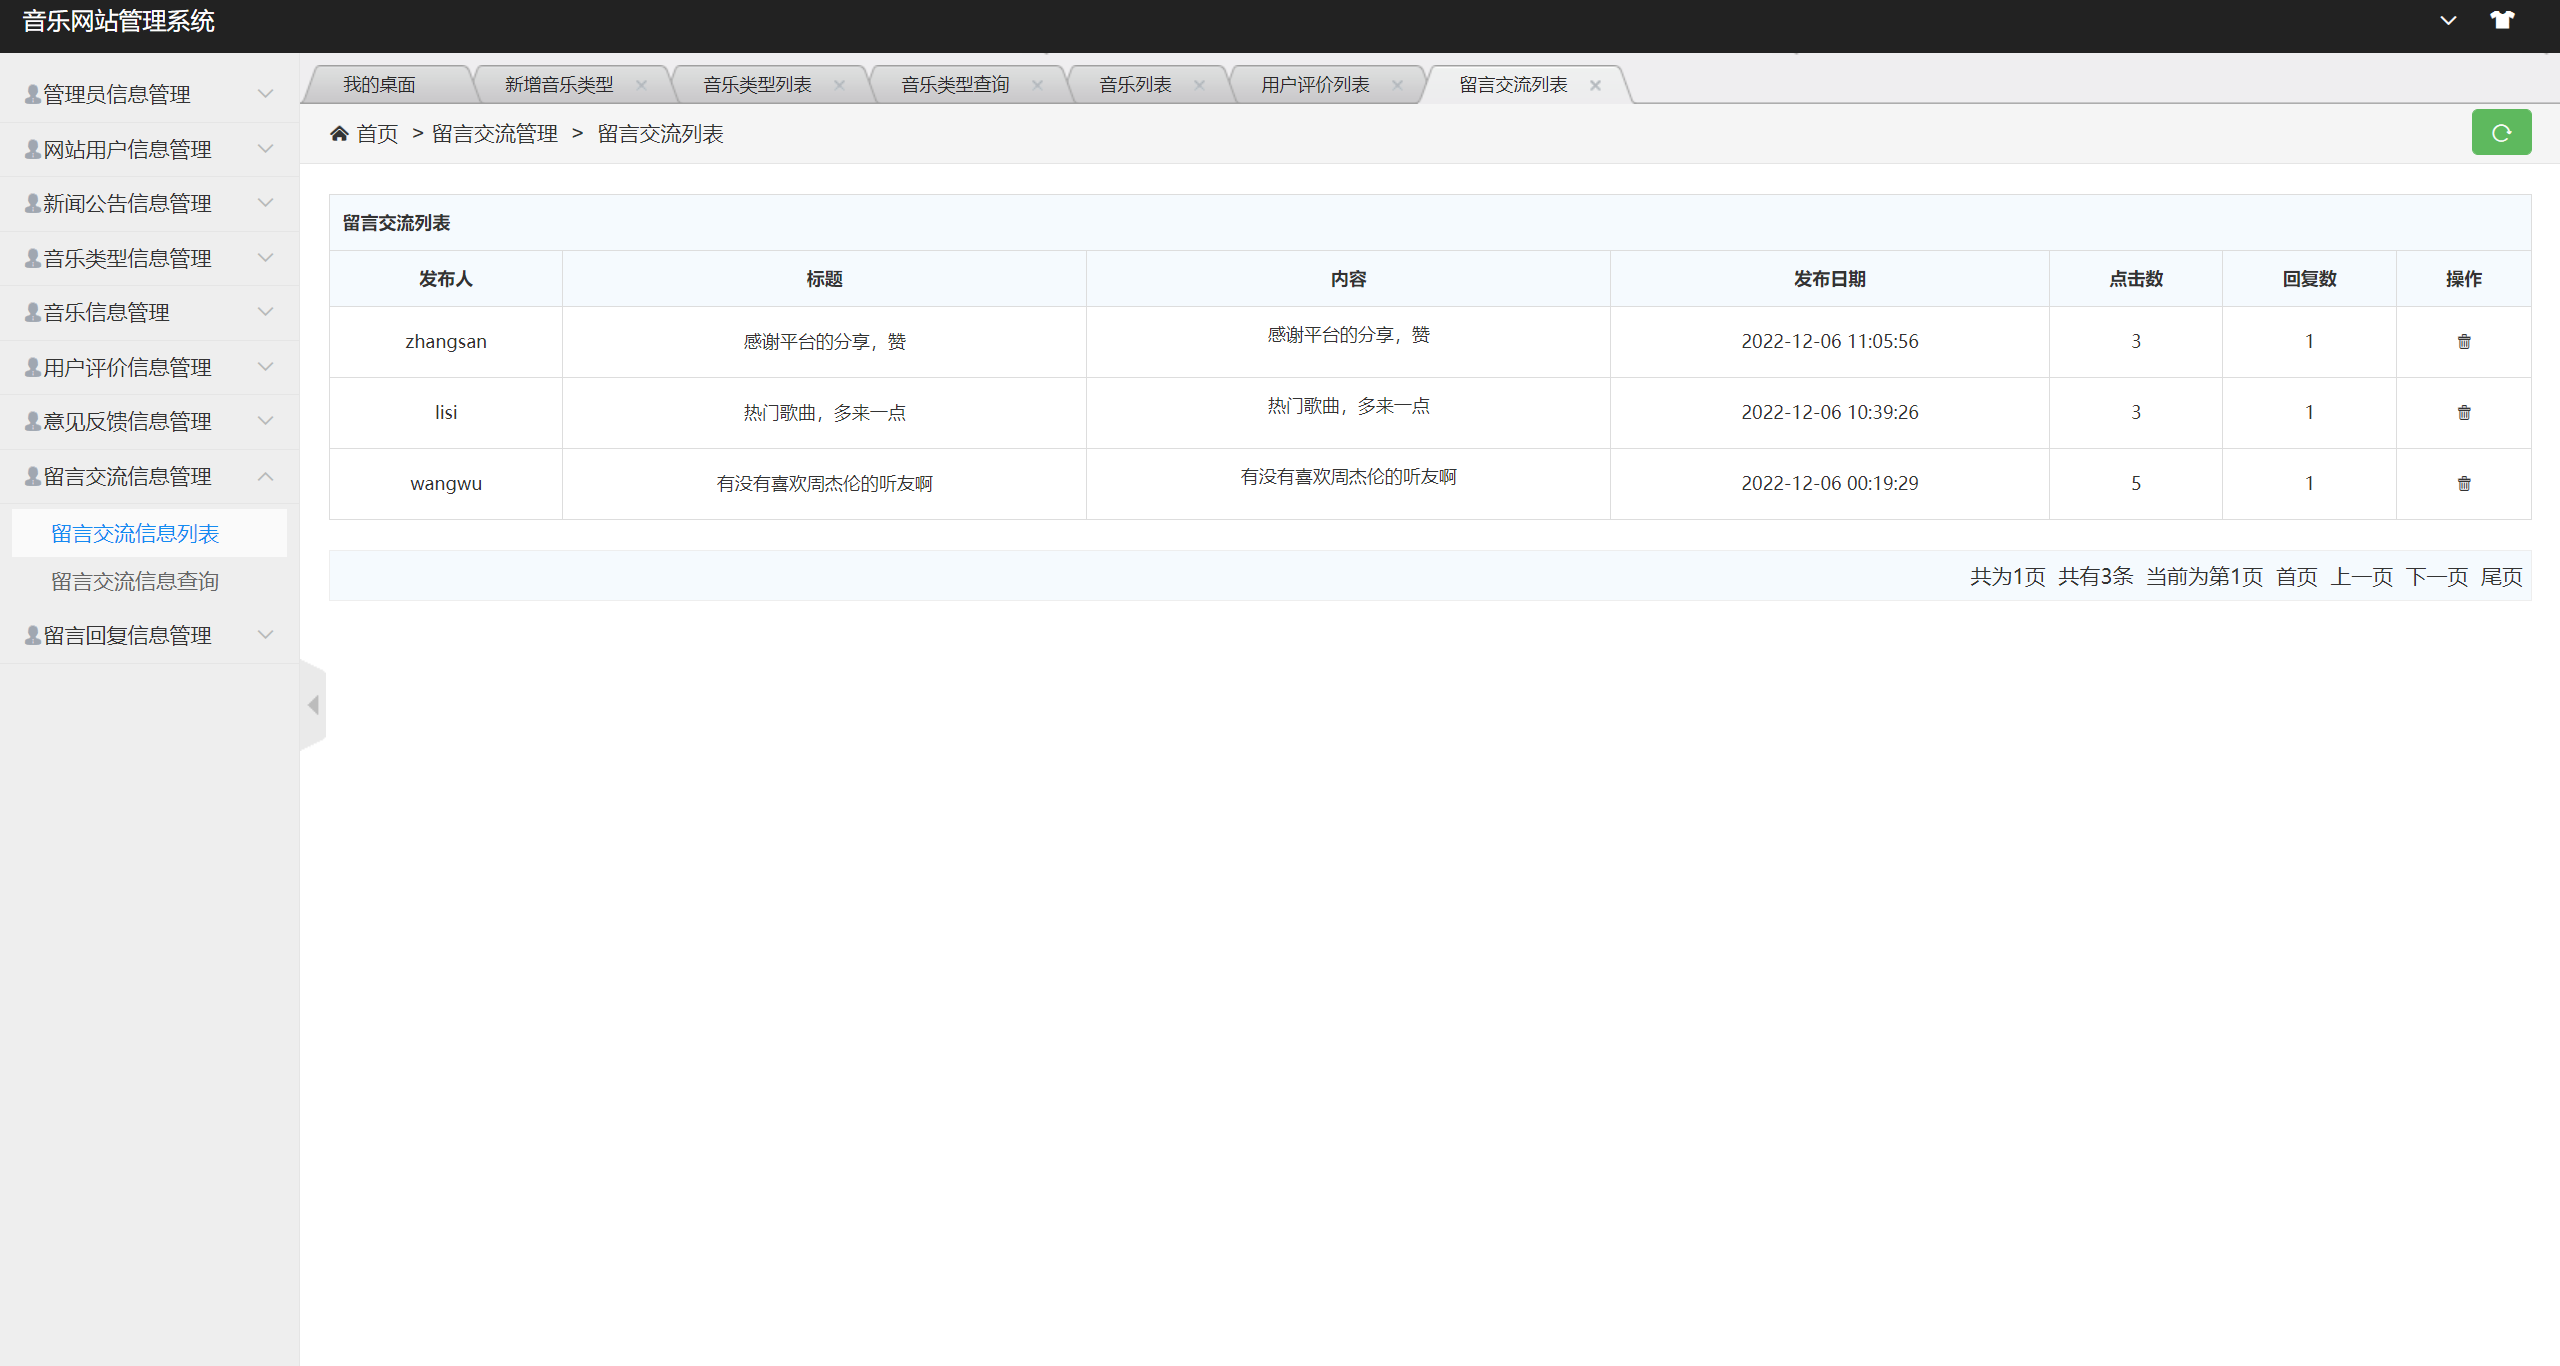 音乐网站管理系统
管理员信息管理
网站用户信息管理
新闻公告信息管理
音乐类型信息管理
音乐信息管理
用户评价信息管理
意见反馈信息管理
留言交流信息管理
留言交流信息列表
留言交流信息查询
留言回复信息管理
我的桌面 新增音乐类型 音乐类型列表 音乐类型查询 音乐列表 用户评价列表 留言交流列表
首页 > 留言交流管理 > 留言交流列表
留言交流列表
发布人 标题 内容 发布日期 点击数 回复数 操作
zhangsan 感谢平台的分享，赞 感谢平台的分享，赞 2022-12-06 11:05:56 3 1
lisi 热门歌曲，多来一点 热门歌曲，多来一点 2022-12-06 10:39:26 3 1
wangwu 有没有喜欢周杰伦的听友啊 有没有喜欢周杰伦的听友啊 2022-12-06 00:19:29 5 1
共为1页 共有3条 当前为第1页 首页 上一页 下一页 尾页